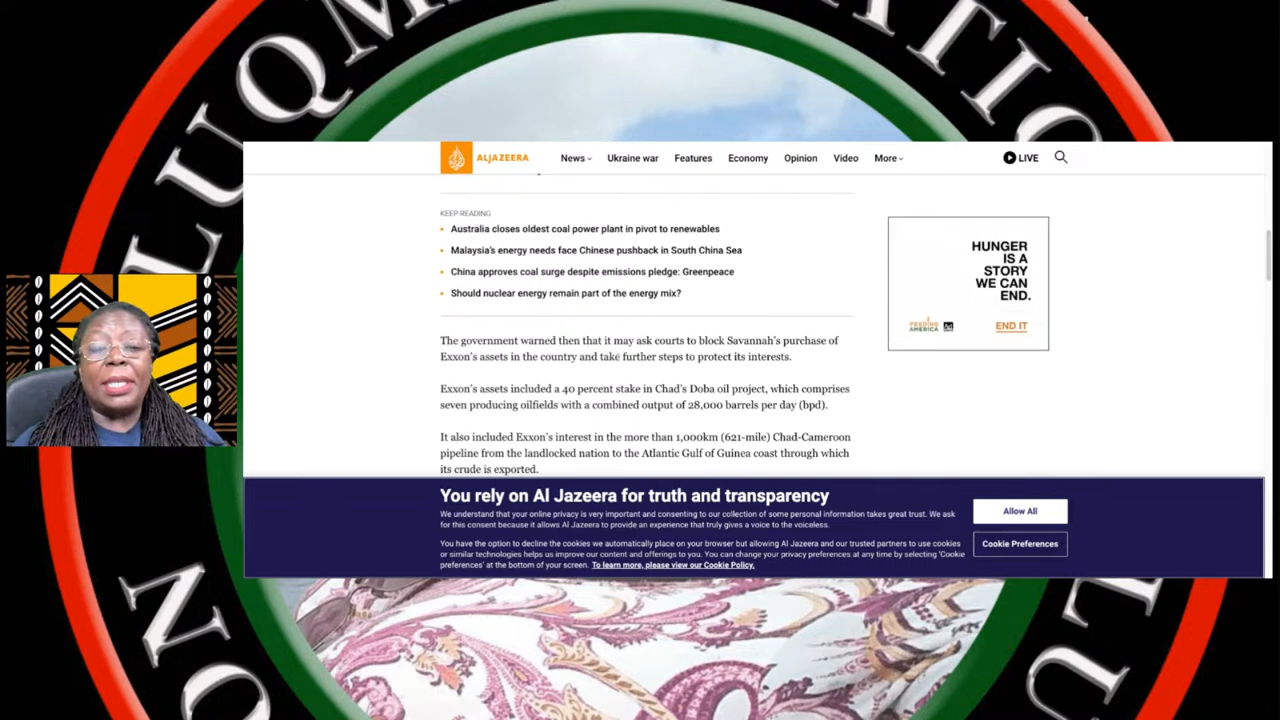 LUQM
ATIO
ALJAZEERA
News Ukraine war Features Economy Opinion Video More LIVE
KEEP READING
Australia closes oldest coal power plant in pivot to renewables
Malaysia's energy needs face Chinese pushback in South China Sea
China approves coal surge despite emissions pledge: Greenpeace
Should nuclear energy remain part of the energy mix?
HUNGER
IS A
STORY
WE CAN
END.
FEEDING
AMERICA
END IT
The government warned then that it may ask courts to block Savannah's purchase of
Exxon's assets in the country and take further steps to protect its interests.
Exxon's assets included a 40 percent stake in Chad's Doba oil project, which comprises
seven producing oilfields with a combined output of 28,000 barrels per day (bpd).
It also included Exxon's interest in the more than 1,000km (621-mile) Chad-Cameroon
pipeline from the landlocked nation to the Atlantic Gulf of Guinea coast through which
its crude is exported.
You rely on Al Jazeera for truth and transparency
We understand that your online privacy is very important and consenting to our collection of some personal information takes great trust. We ask
for this consent because it allows Al Jazeera to provide an experience that truly gives a voice to the voiceless.
You have the option to decline the cookies we automatically place on your browser but allowing Al Jazeera and our trusted partners to use cookies
or similar technologies helps us improve our content and offerings to you. You can change your privacy preferences at any time by selecting 'Cookie
preferences' at the bottom of your screen. To learn more, please view our Cookie Policy.
Allow All
Cookie Preferences
NO
LU